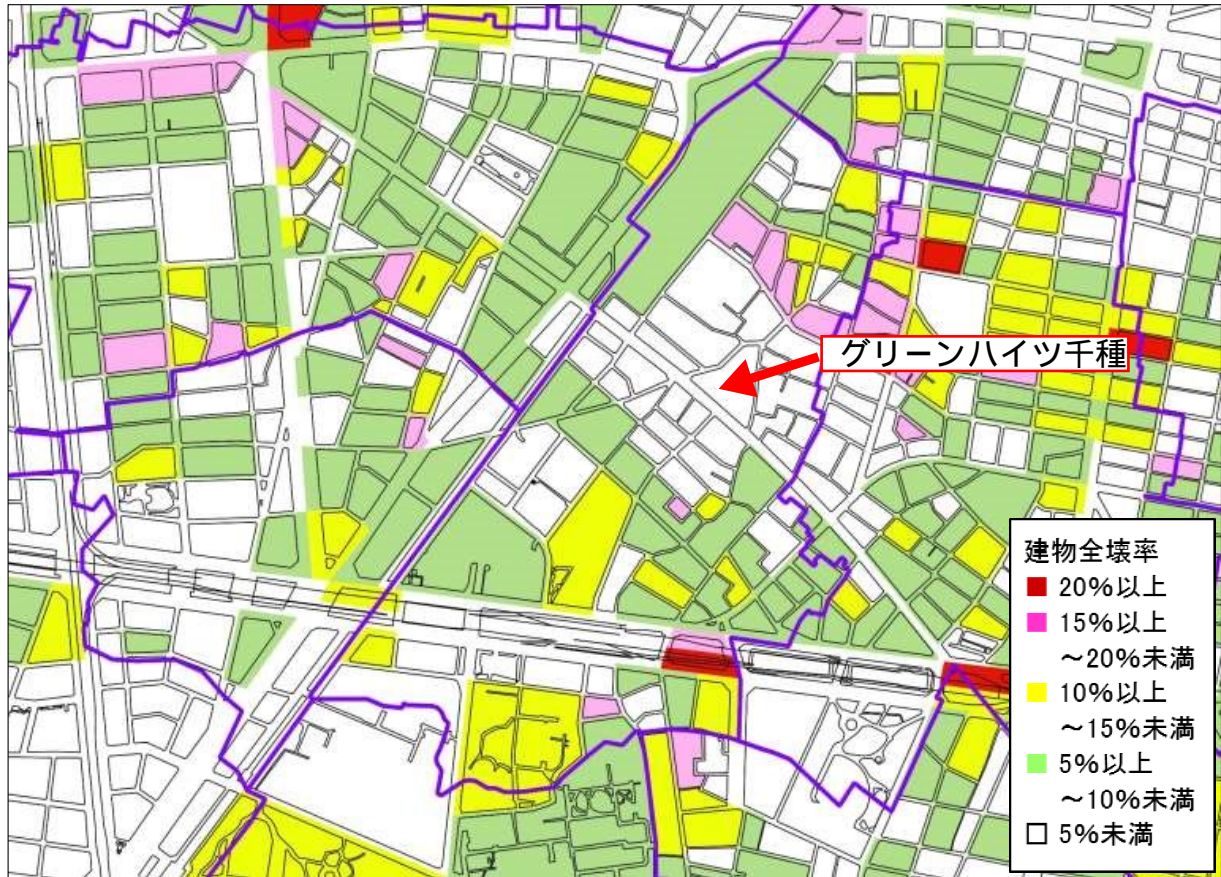 グリーンハイツ千種
建物全壊率
20%以上
15%以上
~20%未満
10%以上
~15%未満
5%以上
~10%未満
5%未満